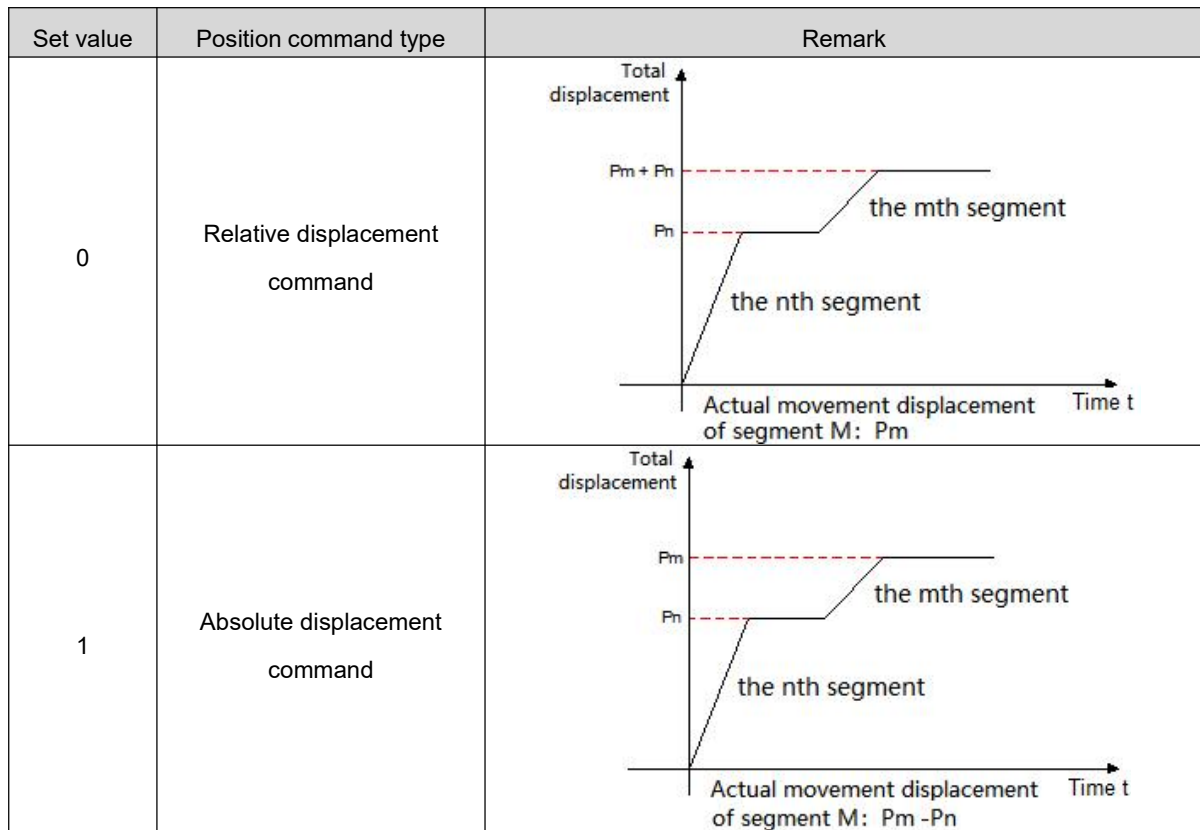 Set value Position command type Remark
0
Relative displacement
command
Total
displacement
Pm + Pn
the mth segment
Pn
the nth segment
Time t
Actual movement displacement
of segment M: Pm
1
Absolute displacement
command
Total
displacement
Pm
the mth segment
Pn
the nth segment
Time t
Actual movement displacement
of segment M: Pm -Pn